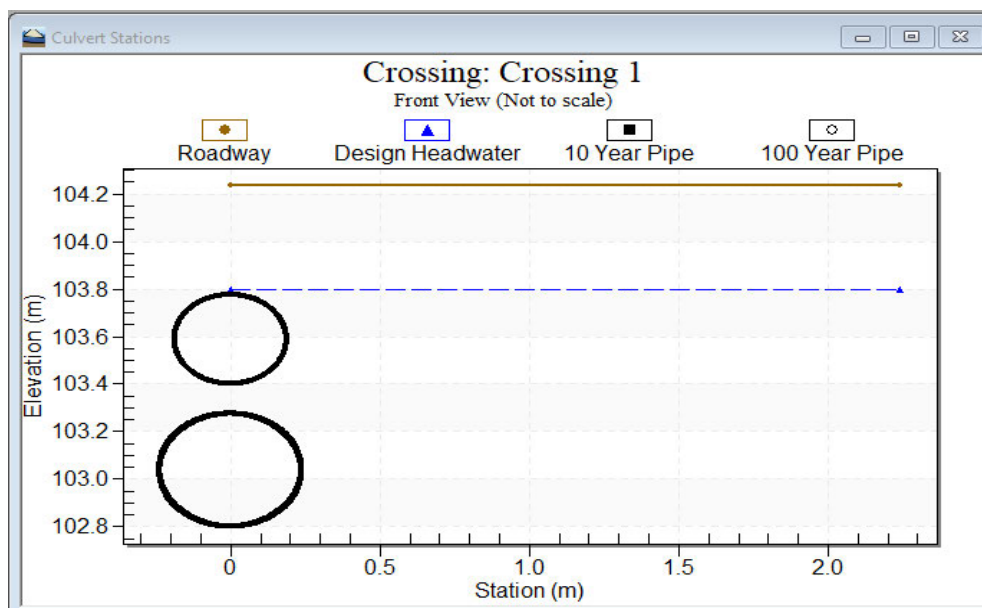 Culvert Stations
Crossing: Crossing 1
Front View (Not to scale)
Roadway Design Headwater 10 Year Pipe 100 Year Pipe
Elevation (m)
104.2
104.0
103.8
103.6
103.4
103.2
103.0
102.8
0 0.5 1.0 1.5 2.0
Station (m)